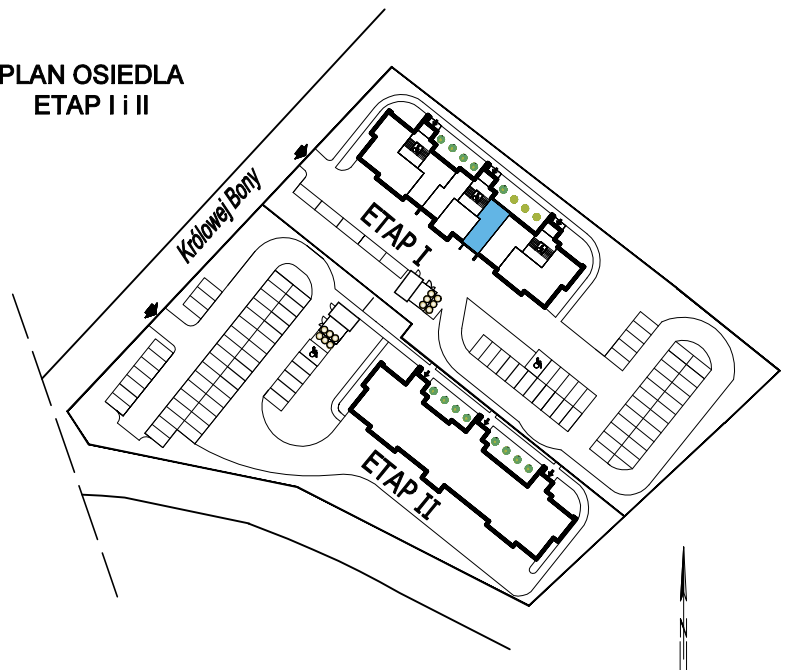 PLAN OSIEDLA
ETAP I i II
Królowej Bony
ETAP I
ETAP II
N